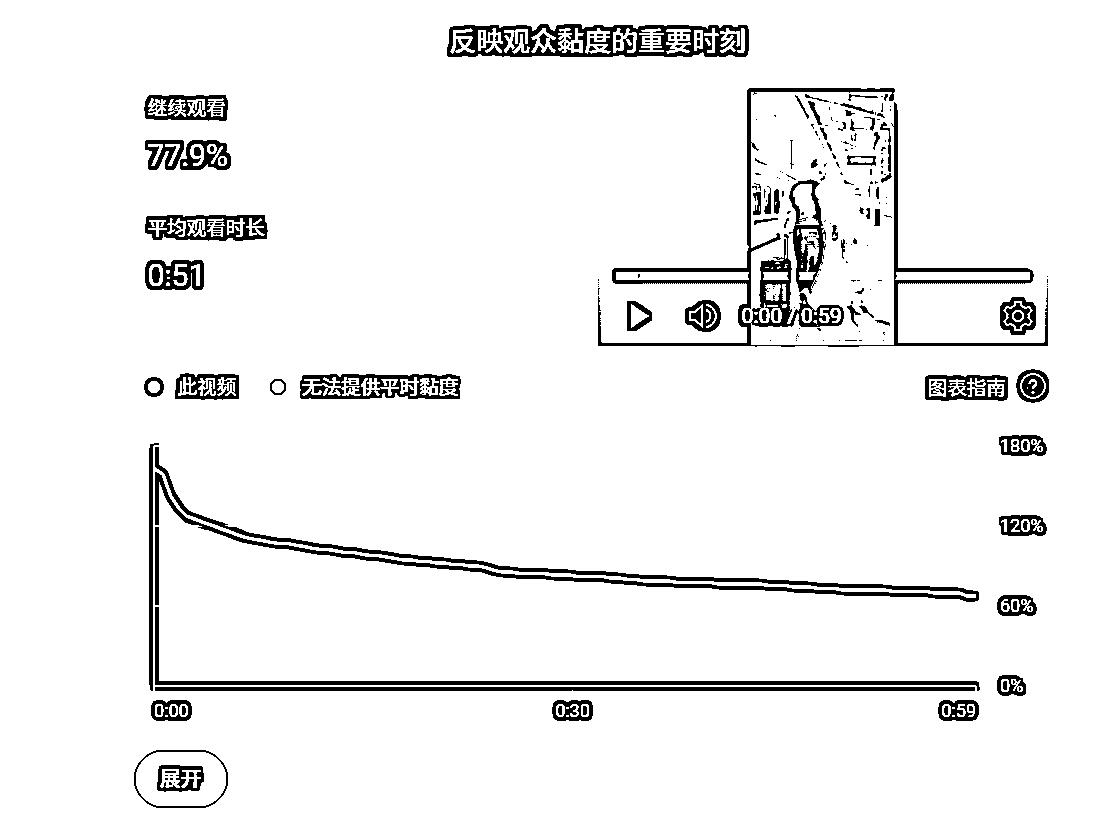 反映观众黏度的重要时刻
继续观看
77.9%
平均观看时长
0:51
0:00 / 0:59
此视频
无法提供平时黏度
图表指南 ?
180%
120%
60%
0%
0:00
0:30
0:59
展开